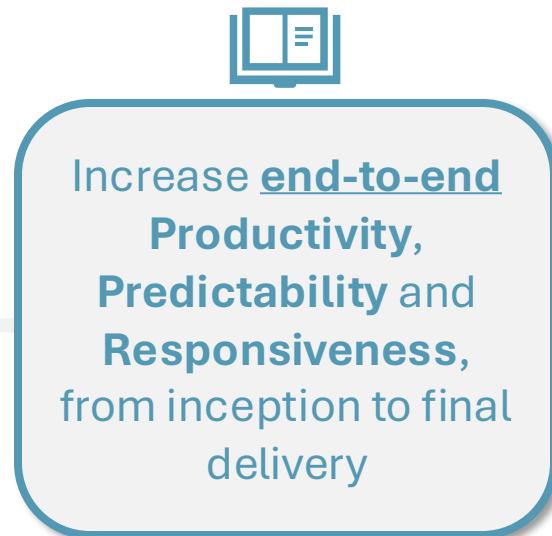 Increase end-to-end
Productivity,
Predictability and
Responsiveness,
from inception to final
delivery